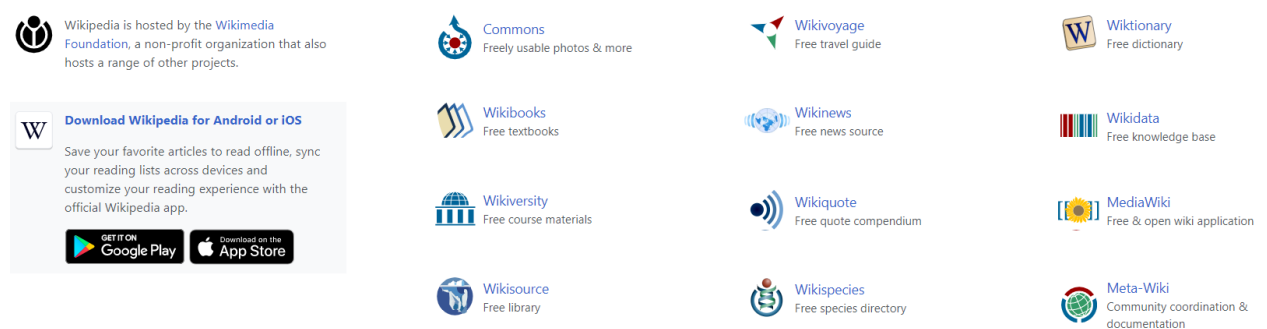 Wikipedia is hosted by the Wikimedia
Foundation, a non-profit organization that also
hosts a range of other projects.
W
Download Wikipedia for Android or iOS
Save your favorite articles to read offline, sync
your reading lists across devices and
customize your reading experience with the
official Wikipedia app.
GET IT ON
Google Play
Download on the
App Store
Commons
Freely usable photos & more
Wikivoyage
Free travel guide
W
Wiktionary
Free dictionary
Wikibooks
Free textbooks
Wikinews
Free news source
Wikidata
Free knowledge base
Wikiversity
Free course materials
Wikiquote
Free quote compendium
MediaWiki
Free & open wiki application
Wikisource
Free library
Wikispecies
Free species directory
Meta-Wiki
Community coordination &
documentation